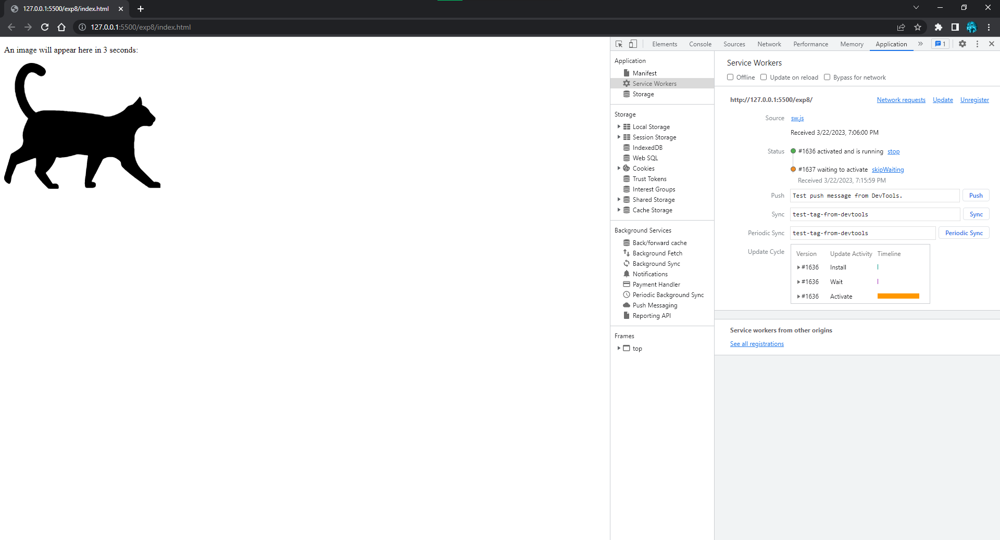 127.0.0.1:5500/exp8/index.html
127.0.0.1:5500/exp8/index.html
An image will appear here in 3 seconds:
Elements Console Sources Network Performance Memory Application 1
Application
Manifest
Service Workers
Storage
Storage
Local Storage
Session Storage
IndexedDB
Web SQL
Cookies
Trust Tokens
Interest Groups
Shared Storage
Cache Storage
Background Services
Back/forward cache
Background Fetch
Background Sync
Notifications
Payment Handler
Periodic Background Sync
Push Messaging
Reporting API
Frames
top
Service Workers
Offline Update on reload Bypass for network
http://127.0.0.1:5500/exp8/ Network requests Update Unregister
Source sw.js
Received 3/22/2023, 7:06:00 PM
Status #1636 activated and is running stop
#1637 waiting to activate skipWaiting
Received 3/22/2023, 7:15:59 PM
Push Test push message from DevTools. Push
Sync test-tag-from-devtools Sync
Periodic Sync test-tag-from-devtools Periodic Sync
Update Cycle Version Update Activity Timeline
#1636 Install
#1636 Wait
#1636 Activate
Service workers from other origins
See all registrations